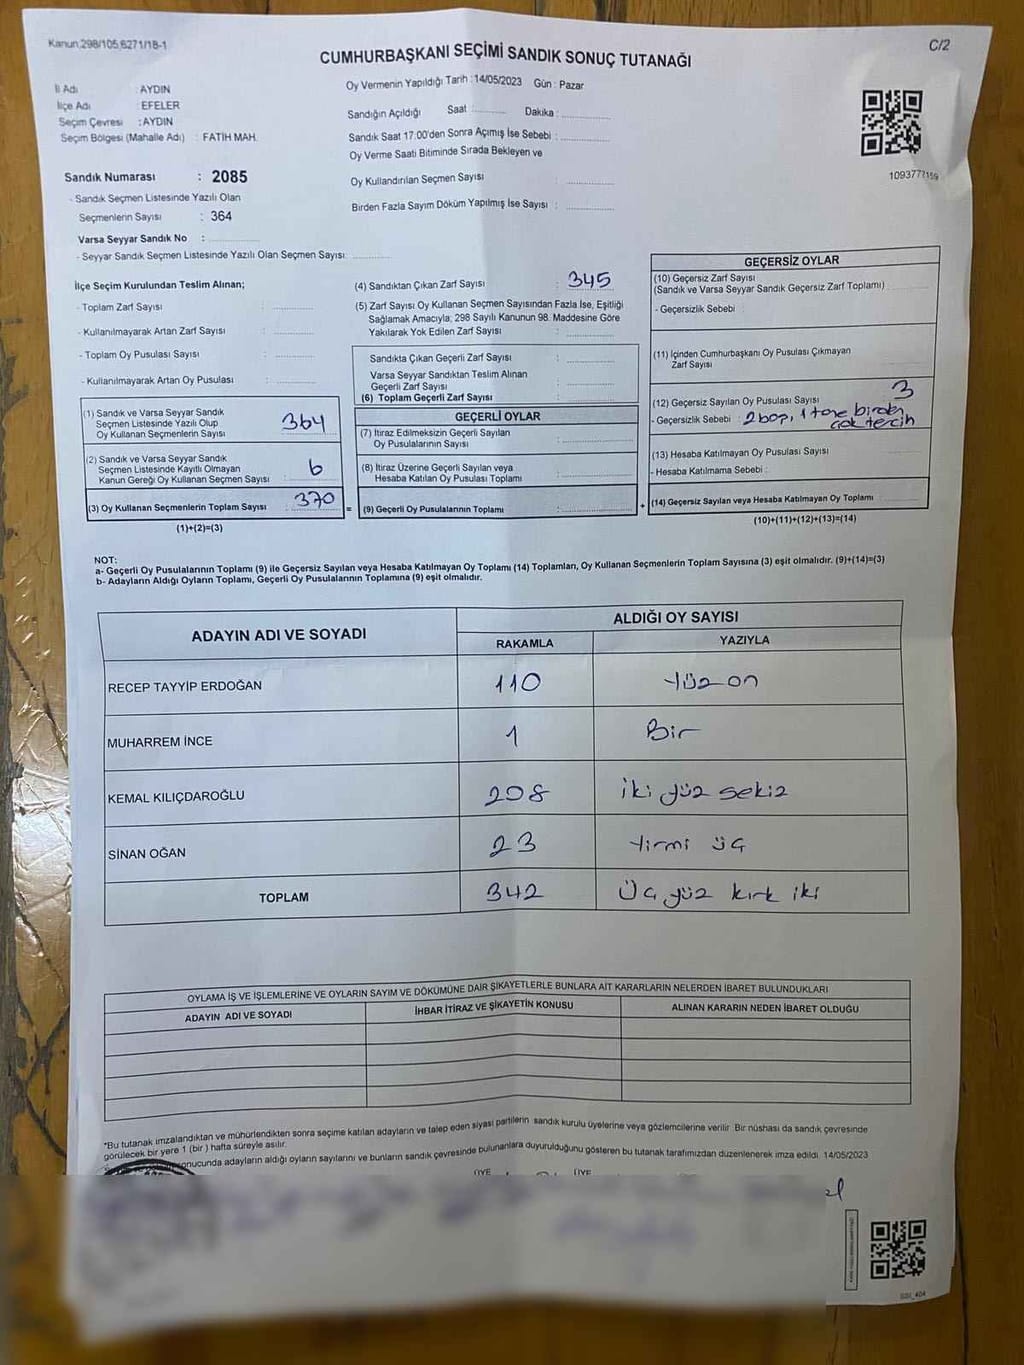 Kanun:298/105,6271/18-1
C/2
CUMHURBAŞKANI SEÇİMİ SANDIK SONUÇ TUTANAĞI
İl Adı : AYDIN
İlçe Adı : EFELER
Seçim Çevresi : AYDIN
Seçim Bölgesi (Mahalle Adı) : FATİH MAH.
Oy Vermenin Yapıldığı Tarih : 14/05/2023 Gün : Pazar
Sandığın Açıldığı Saat : Dakika :
Sandık Saat 17:00'den Sonra Açımış İse Sebebi :
Oy Verme Saati Bitiminde Sırada Bekleyen ve
Oy Kullandırılan Seçmen Sayısı :
Birden Fazla Sayım Döküm Yapılmış İse Sayısı :
Sandık Numarası : 2085
- Sandık Seçmen Listesinde Yazılı Olan
Seçmenlerin Sayısı : 364
Varsa Seyyar Sandık No :
- Seyyar Sandık Seçmen Listesinde Yazılı Olan Seçmen Sayısı:
İlçe Seçim Kurulundan Teslim Alınan;
- Toplam Zarf Sayısı :
- Kullanılmayarak Artan Zarf Sayısı :
- Toplam Oy Pusulası Sayısı :
- Kullanılmayarak Artan Oy Pusulası :
(1) Sandık ve Varsa Seyyar Sandık
Seçmen Listesinde Yazılı Olup
Oy Kullanan Seçmenlerin Sayısı : 364
(2) Sandık ve Varsa Seyyar Sandık
Seçmen Listesinde Kayıtlı Olmayan
Kanun Gereği Oy Kullanan Seçmen Sayısı : 6
(3) Oy Kullanan Seçmenlerin Toplam Sayısı : 370
(1)+(2)=(3)
(4) Sandıktan Çıkan Zarf Sayısı : 345
(5) Zarf Sayısı Oy Kullanan Seçmen Sayısından Fazla İse, Eşitliği
Sağlamak Amacıyla; 298 Sayılı Kanunun 98. Maddesine Göre
Yakılarak Yok Edilen Zarf Sayısı :
Sandıkta Çıkan Geçerli Zarf Sayısı :
Varsa Seyyar Sandıktan Teslim Alınan
Geçerli Zarf Sayısı :
(6) Toplam Geçerli Zarf Sayısı :
GEÇERLİ OYLAR
(7) İtiraz Edilmeksizin Geçerli Sayılan
Oy Pusulalarının Sayısı :
(8) İtiraz Üzerine Geçerli Sayılan veya
Hesaba Katılan Oy Pusulası Toplamı :
= (9) Geçerli Oy Pusulalarının Toplamı :
GEÇERSİZ OYLAR
(10) Geçersiz Zarf Sayısı
(Sandık ve Varsa Seyyar Sandık Geçersiz Zarf Toplamı)
- Geçersizlik Sebebi :
(11) İçinden Cumhurbaşkanı Oy Pusulası Çıkmayan
Zarf Sayısı
(12) Geçersiz Sayılan Oy Pusulası Sayısı : 3
- Geçersizlik Sebebi : 2 boş, 1 tane birden
çok tercih
(13) Hesaba Katılmayan Oy Pusulası Sayısı
- Hesaba Katılmama Sebebi :
+ (14) Geçersiz Sayılan veya Hesaba Katılmayan Oy Toplamı
(10)+(11)+(12)+(13)=(14)
NOT:
a- Geçerli Oy Pusulalarının Toplamı (9) ile Geçersiz Sayılan veya Hesaba Katılmayan Oy Toplamı (14) Toplamları, Oy Kullanan Seçmenlerin Toplam Sayısına (3) eşit olmalıdır. (9)+(14)=(3)
b- Adayların Aldığı Oyların Toplamı, Geçerli Oy Pusulalarının Toplamına (9) eşit olmalıdır.
ADAYIN ADI VE SOYADI
ALDIĞI OY SAYISI
RAKAMLA YAZIYLA
RECEP TAYYİP ERDOĞAN 110 Yüz on
MUHARREM İNCE 1 Bir
KEMAL KILIÇDAROĞLU 208 iki yüz sekiz
SİNAN OĞAN 23 Yirmi üç
TOPLAM 342 Üç yüz kırk iki
OYLAMA İŞ VE İŞLEMLERİNE VE OYLARIN SAYIM VE DÖKÜMÜNE DAİR ŞİKAYETLERLE BUNLARA AİT KARARLARIN NELERDEN İBARET BULUNDUKLARI
ADAYIN ADI VE SOYADI İHBAR İTİRAZ VE ŞİKAYETİN KONUSU ALINAN KARARIN NEDEN İBARET OLDUĞU
*Bu tutanak imzalandıktan ve mühürlendikten sonra seçime katılan adayların ve talep eden siyasi partilerin sandık kurulu üyelerine veya gözlemcilerine verilir. Bir nüshası da sandık çevresinde
görülecek bir yere 1 (bir) hafta süreyle asılır.
sonucunda adayların aldığı oyların sayılarını ve bunların sandık çevresinde bulunanlara duyurulduğunu gösteren bu tutanak tarafımızdan düzenlenerek imza edildi. 14/05/2023
ÜYE ÜYE